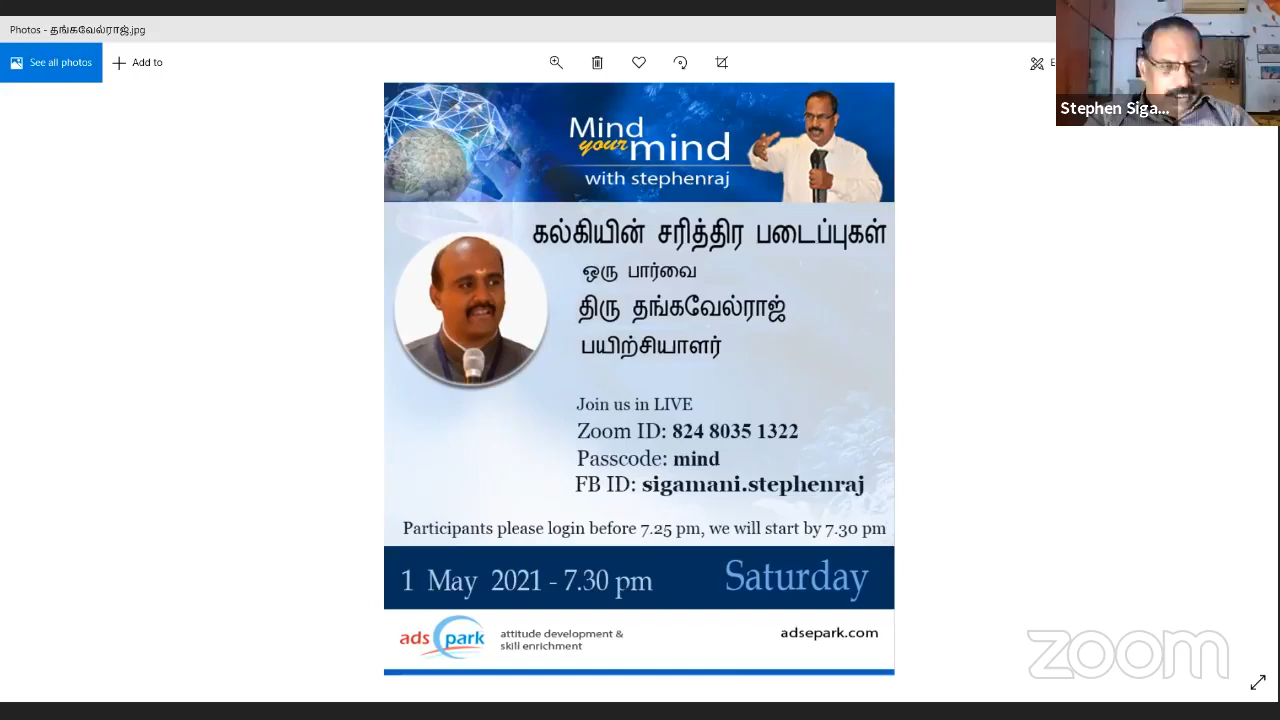 Photos - தங்கவேல்ராஜ்.jpg
See all photos
Add to
Stephen Siga...
Mind
your mind
with stephenraj
கல்கியின் சரித்திர படைப்புகள்
ஒரு பார்வை
திரு தங்கவேல்ராஜ்
பயிற்சியாளர்
Join us in LIVE
Zoom ID: 824 8035 1322
Passcode: mind
FB ID: sigamani.stephenraj
Participants please login before 7.25 pm, we will start by 7.30 pm
1 May 2021 - 7.30 pm Saturday
ads park
attitude development &
skill enrichment
adsepark.com
zoom